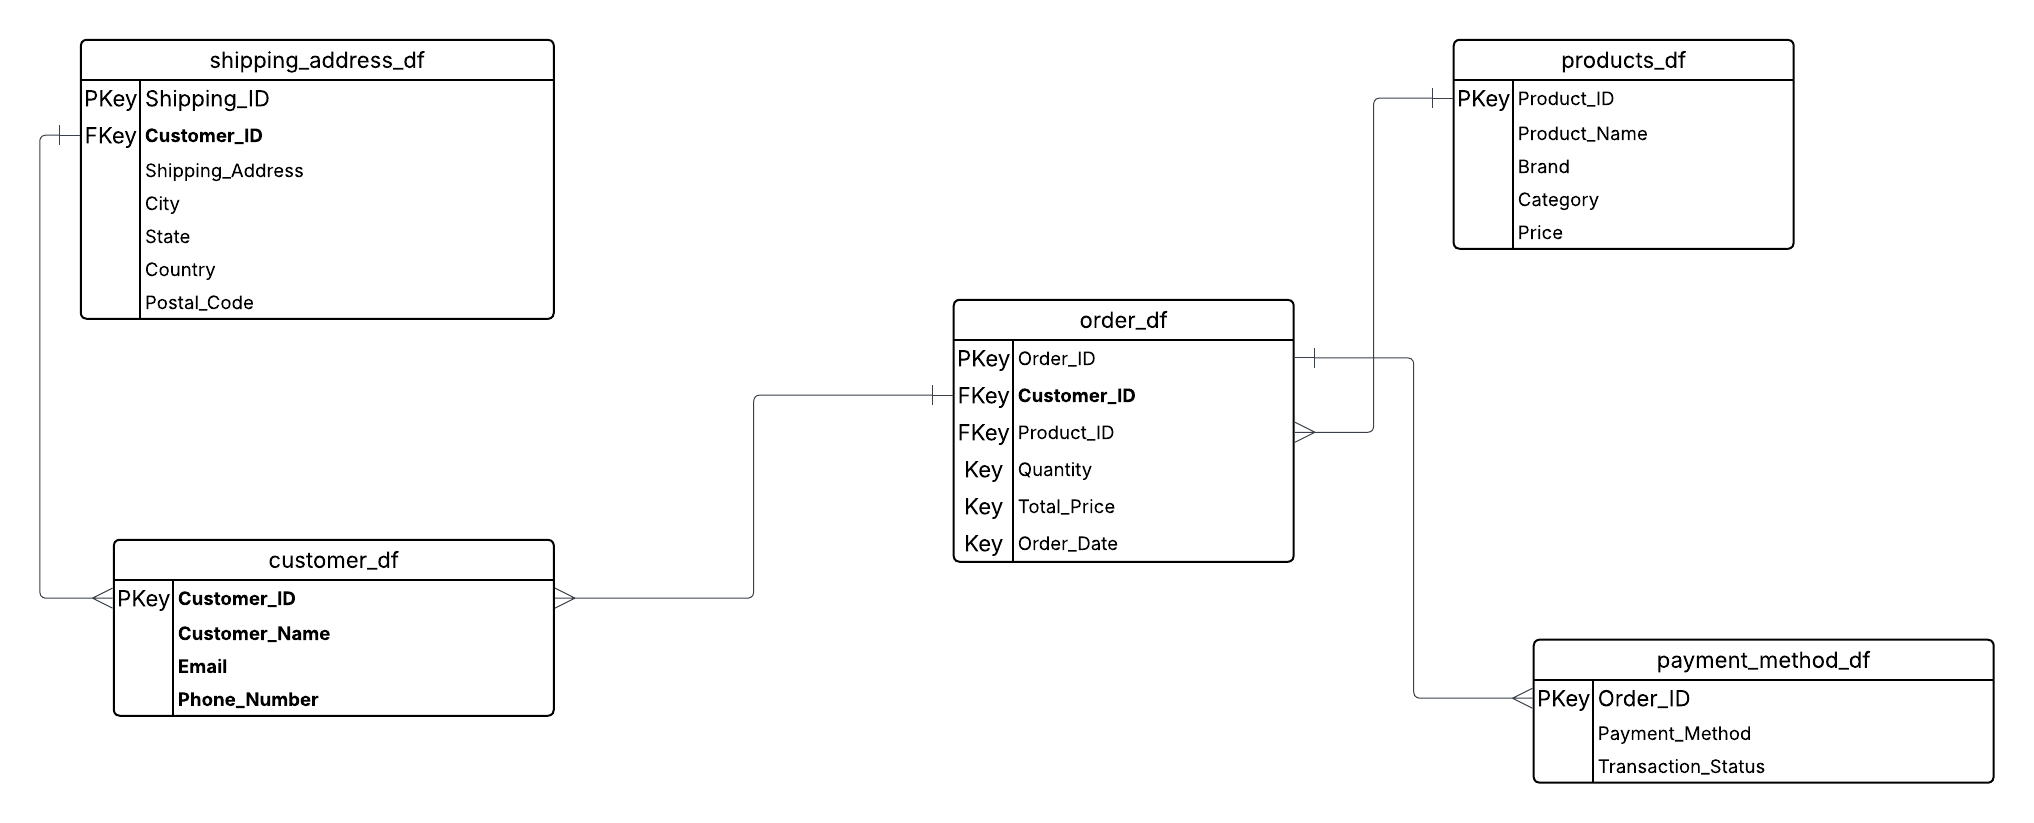 shipping_address_df
PKey Shipping_ID
FKey Customer_ID
Shipping_Address
City
State
Country
Postal_Code
products_df
PKey Product_ID
Product_Name
Brand
Category
Price
order_df
PKey Order_ID
FKey Customer_ID
FKey Product_ID
Key Quantity
Key Total_Price
Key Order_Date
customer_df
PKey Customer_ID
Customer_Name
Email
Phone_Number
payment_method_df
PKey Order_ID
Payment_Method
Transaction_Status